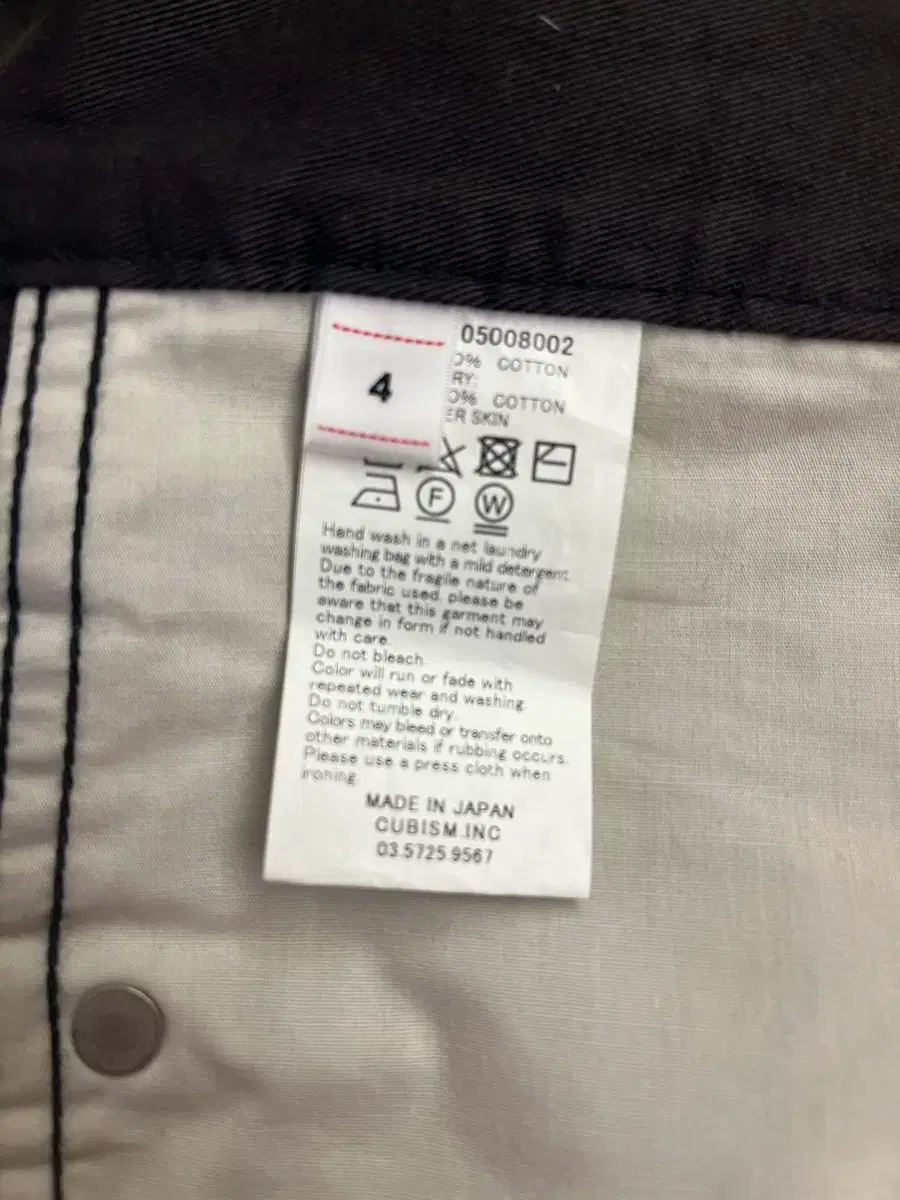 4
05008002
0% COTTON
RY:
0% COTTON
ER SKIN
F W
Hand wash in a net laundry
washing bag with a mild detergent.
Due to the fragile nature of
the fabric used, please be
aware that this garment may
change in form if not handled
with care.
Do not bleach.
Color will run or fade with
repeated wear and washing.
Do not tumble dry.
Colors may bleed or transfer onto
other materials if rubbing occurs.
Please use a press cloth when
ironing.
MADE IN JAPAN
CUBISM.INC
03.5725.9567